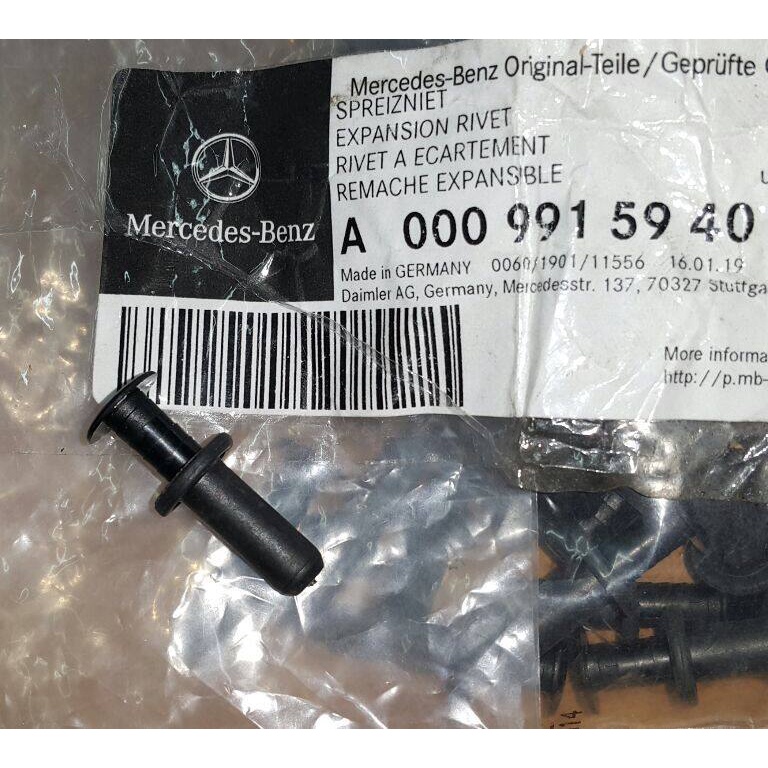 Mercedes-Benz Original-Teile/Geprüfte
SPREIZNIET
EXPANSION RIVET
RIVET A ECARTEMENT
REMACHE EXPANSIBLE
Mercedes-Benz
A 000 991 59 40
Made in GERMANY 0060/1901/11556 16.01.19
Daimler AG, Germany, Mercedesstr. 137, 70327 Stuttga
More informa
http://p.mb-